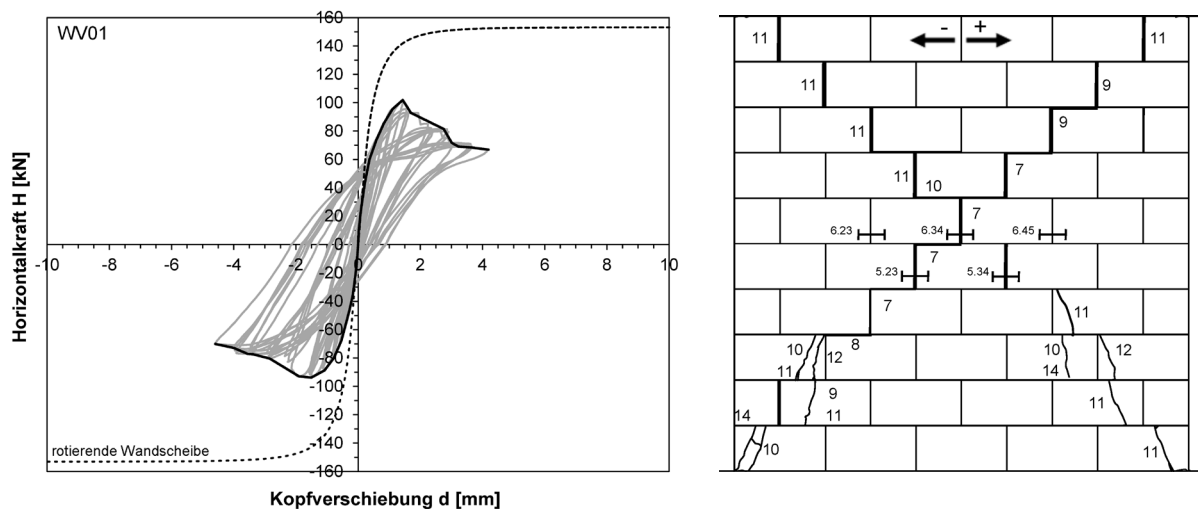 WV01
160
140
120
100
80
60
40
20
0
-20
-40
-60
-80
-100
-120
-140
-160
-10 -8 -6 -4 -2 0 2 4 6 8 10
Horizontalkraft H [kN]
Kopfverschiebung d [mm]
rotierende Wandscheibe
- +
11 11
11 9
11 9
11 10 7
6.23 6.34 7 6.45
5.23 7 5.34
7 11
10 8 12 10 12
11 14
14 9 11
11
10 11